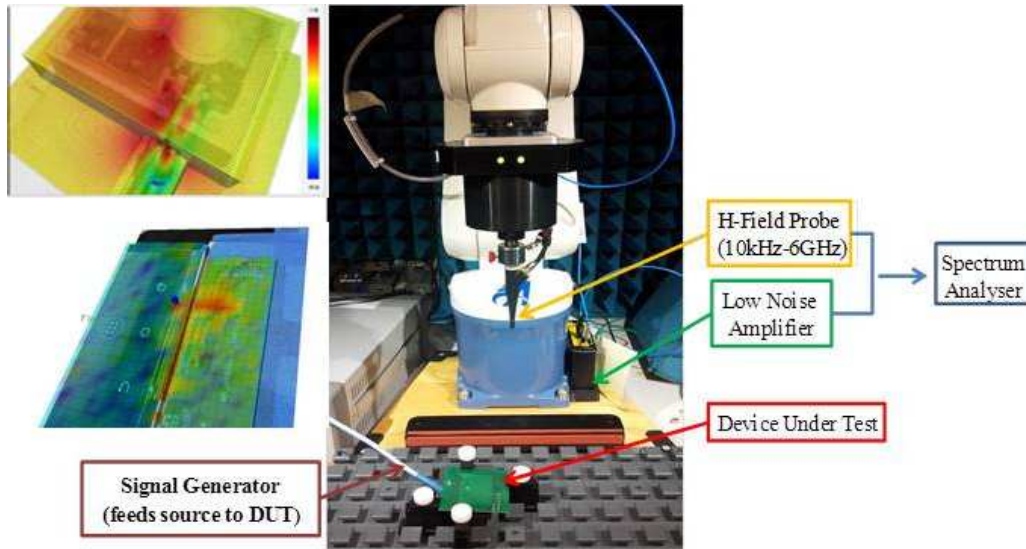 H-Field Probe
(10kHz-6GHz)
Spectrum
Analyser
Low Noise
Amplifier
Device Under Test
Signal Generator
(feeds source to DUT)